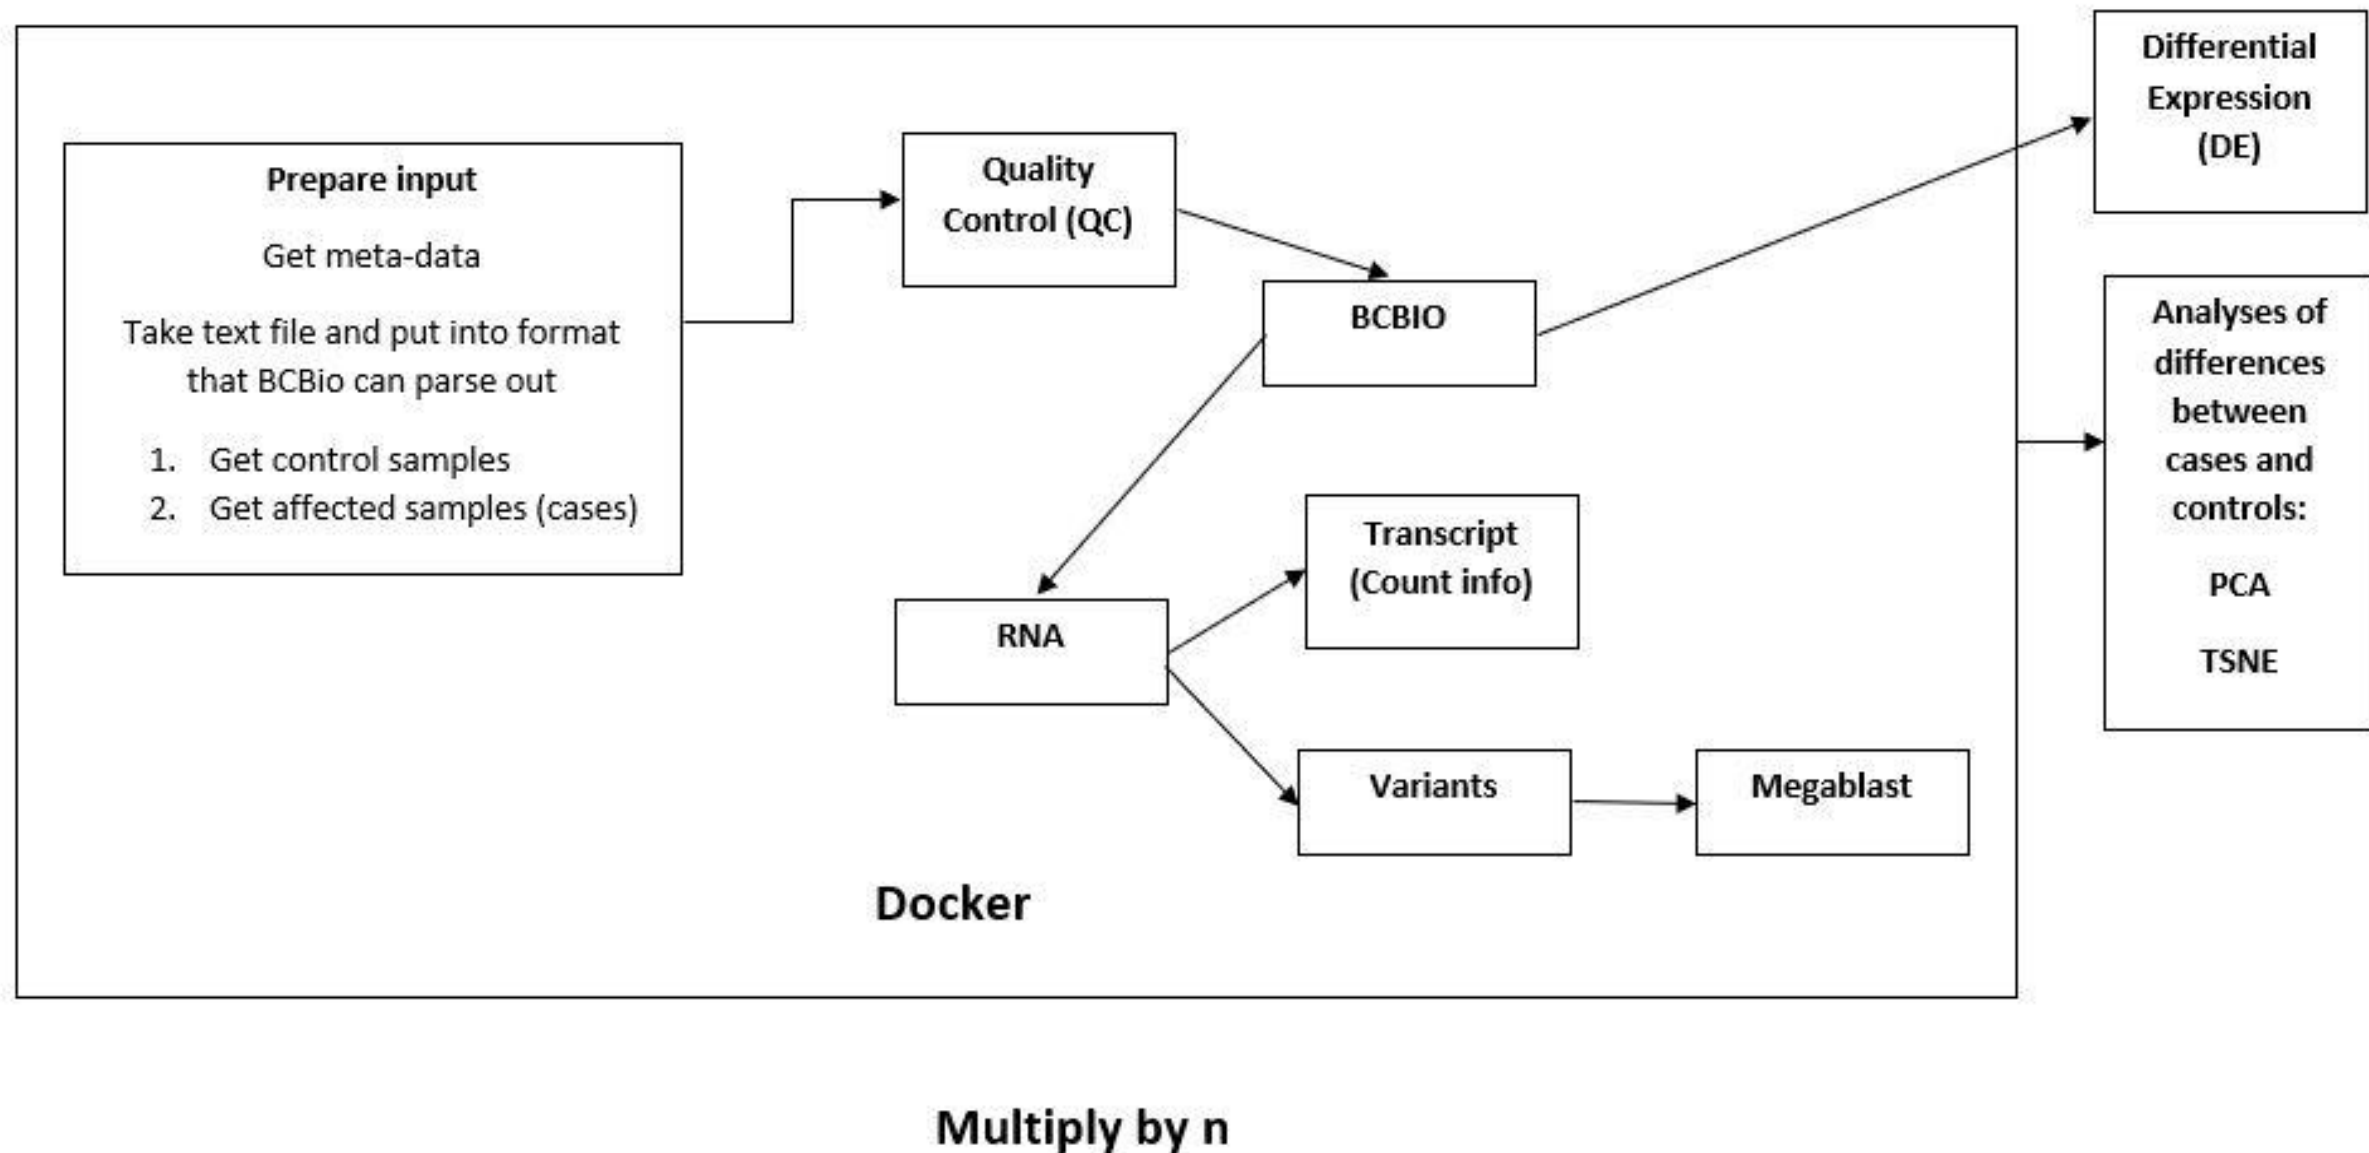 Prepare input
Get meta-data
Take text file and put into format
that BCBio can parse out
1. Get control samples
2. Get affected samples (cases)
Quality
Control (QC)
BCBIO
RNA
Transcript
(Count info)
Variants
Megablast
Docker
Differential
Expression
(DE)
Analyses of
differences
between
cases and
controls:
PCA
TSNE
Multiply by n